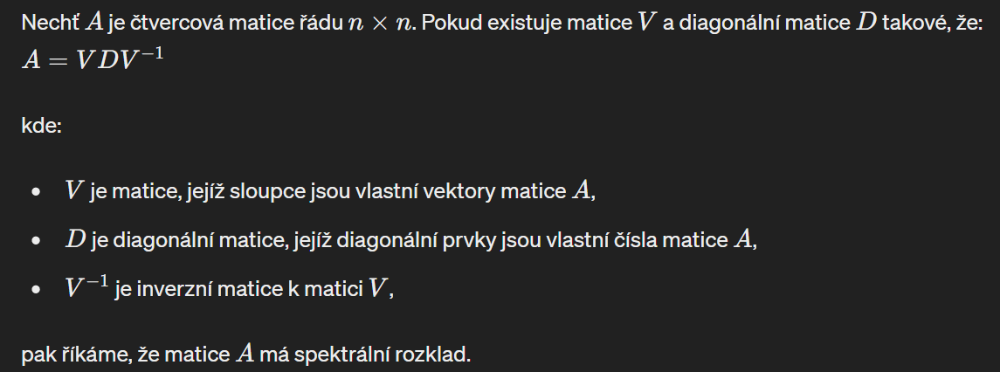 Nechť A je čtvercová matice řádu n × n. Pokud existuje matice V a diagonální matice D takové, že:
A = VDV⁻¹
kde:
• V je matice, jejíž sloupce jsou vlastní vektory matice A,
• D je diagonální matice, jejíž diagonální prvky jsou vlastní čísla matice A,
• V⁻¹ je inverzní matice k matici V,
pak říkáme, že matice A má spektrální rozklad.